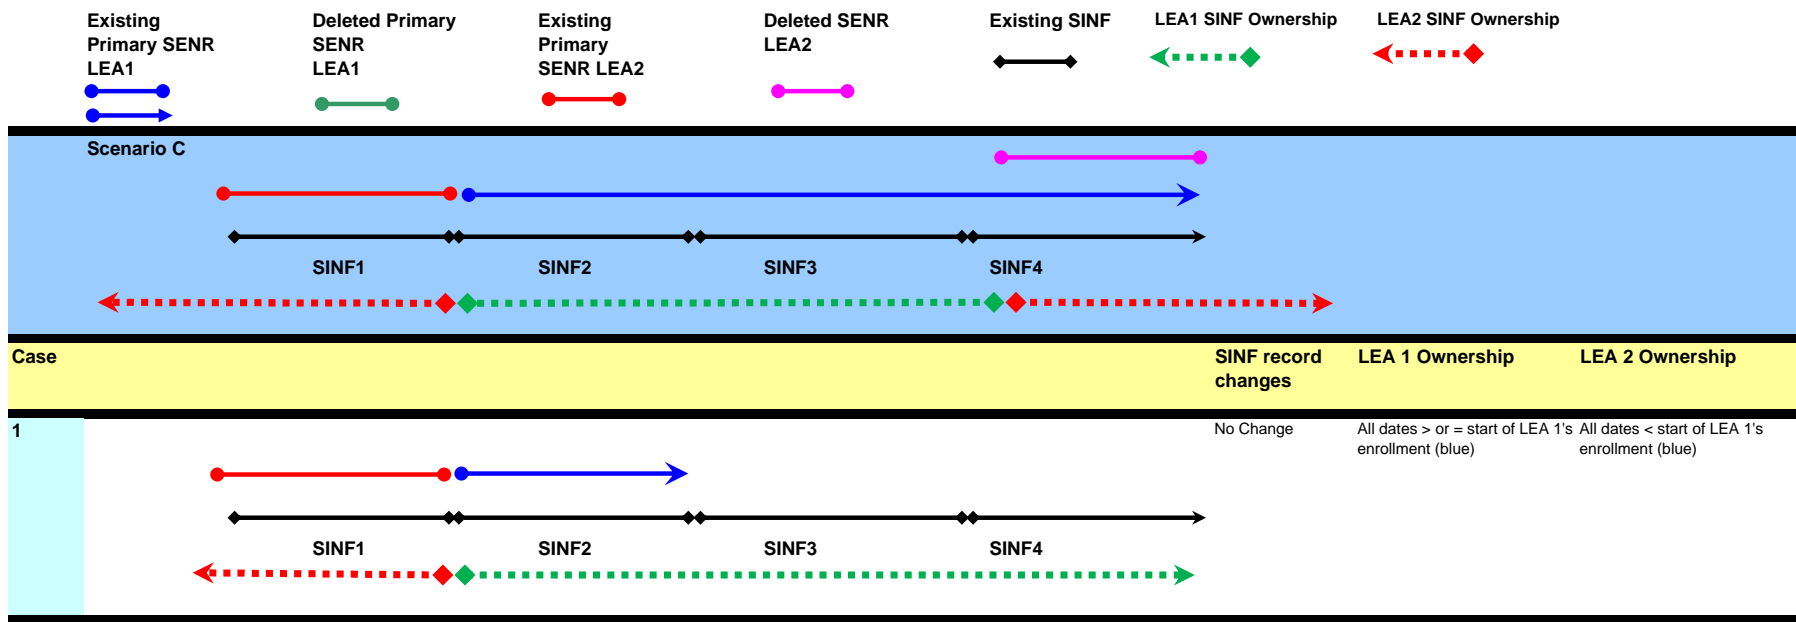 Existing
Primary SENR
LEA1
Deleted Primary
SENR
LEA1
Existing
Primary
SENR LEA2
Deleted SENR
LEA2
Existing SINF
LEA1 SINF Ownership
LEA2 SINF Ownership
Scenario C
SINF1
SINF2
SINF3
SINF4
Case
SINF record
changes
LEA 1 Ownership
LEA 2 Ownership
1
No Change
All dates > or = start of LEA 1's
enrollment (blue)
All dates < start of LEA 1's
enrollment (blue)
SINF1
SINF2
SINF3
SINF4